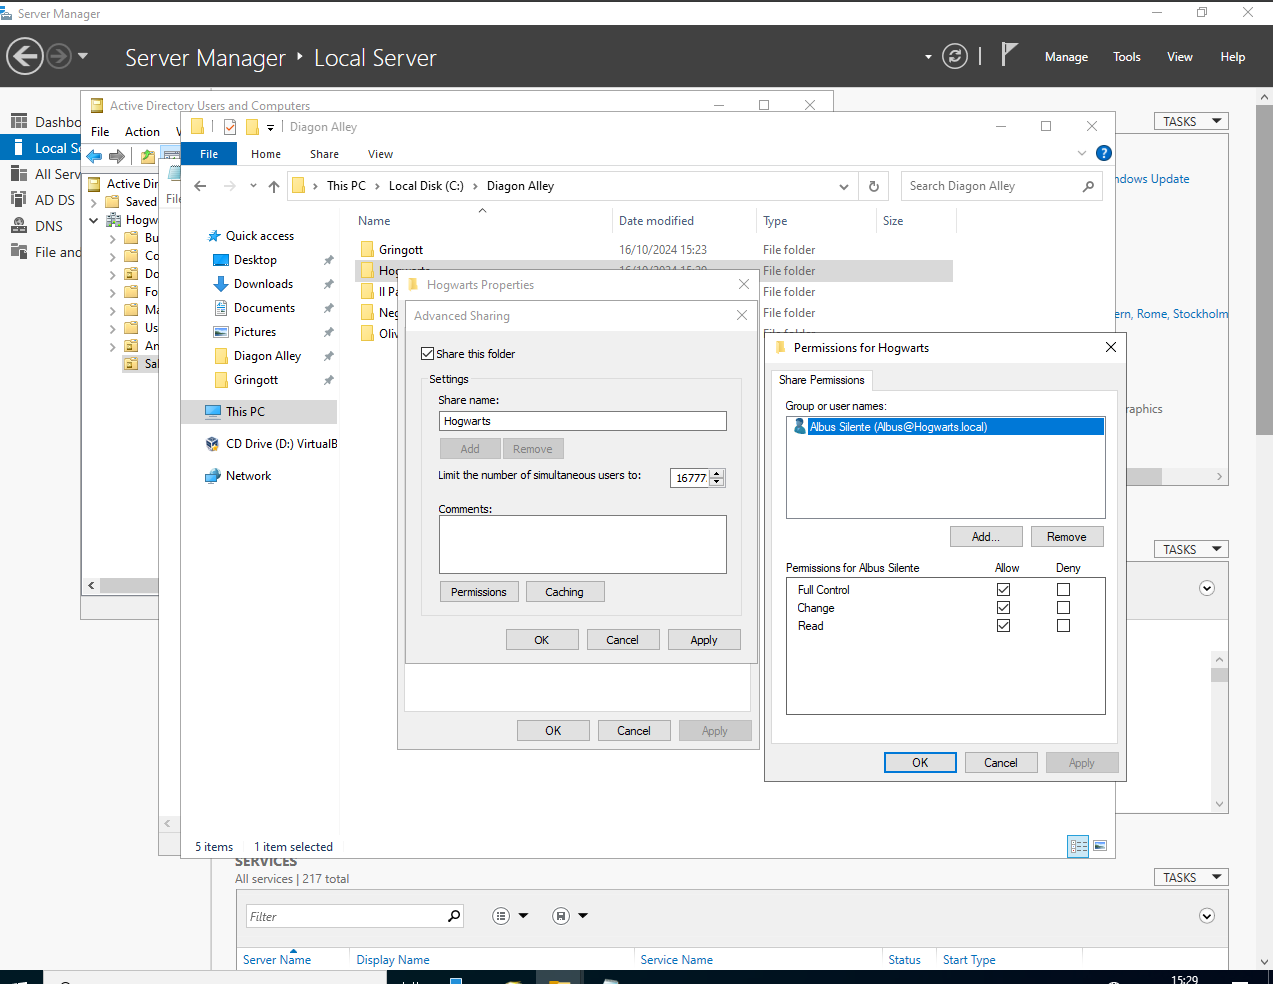 Server Manager
Server Manager ‣ Local Server
Manage Tools View Help
Dashbo
Local Se
All Serv
AD DS
DNS
File and
Active Directory Users and Computers
File Action
Active Dir
Saved
Hogw
Bu
Co
Do
Fo
Ma
Us
An
Sal
File
Diagon Alley
File Home Share View
This PC › Local Disk (C:) › Diagon Alley
Search Diagon Alley
Quick access
Desktop
Downloads
Documents
Pictures
Diagon Alley
Gringott
This PC
CD Drive (D:) VirtualB
Network
Name Date modified Type Size
Gringott 16/10/2024 15:23 File folder
File folder
Il Pa File folder
Neg File folder
Oliv
5 items 1 item selected
Hogwarts Properties
Advanced Sharing
Share this folder
Settings
Share name:
Hogwarts
Add Remove
Limit the number of simultaneous users to: 16777
Comments:
Permissions Caching
OK Cancel Apply
OK Cancel Apply
Permissions for Hogwarts
Share Permissions
Group or user names:
Albus Silente (Albus@Hogwarts.local)
Add... Remove
Permissions for Albus Silente Allow Deny
Full Control
Change
Read
OK Cancel Apply
TASKS
ndows Update
ern, Rome, Stockholm
raphics
TASKS
SERVICES
All services | 217 total
TASKS
Filter
Server Name Display Name Service Name Status Start Type
15:29